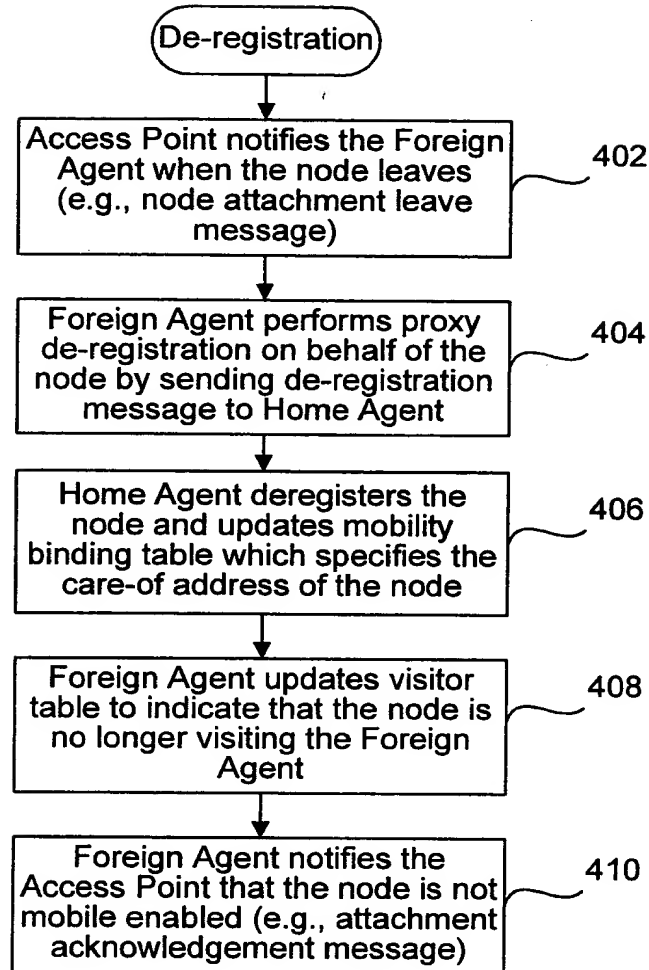 De-registration
Access Point notifies the Foreign
Agent when the node leaves
(e.g., node attachment leave
message)
402
Foreign Agent performs proxy
de-registration on behalf of the
node by sending de-registration
message to Home Agent
404
Home Agent deregisters the
node and updates mobility
binding table which specifies the
care-of address of the node
406
Foreign Agent updates visitor
table to indicate that the node is
no longer visiting the Foreign
Agent
408
Foreign Agent notifies the
Access Point that the node is not
mobile enabled (e.g., attachment
acknowledgement message)
410